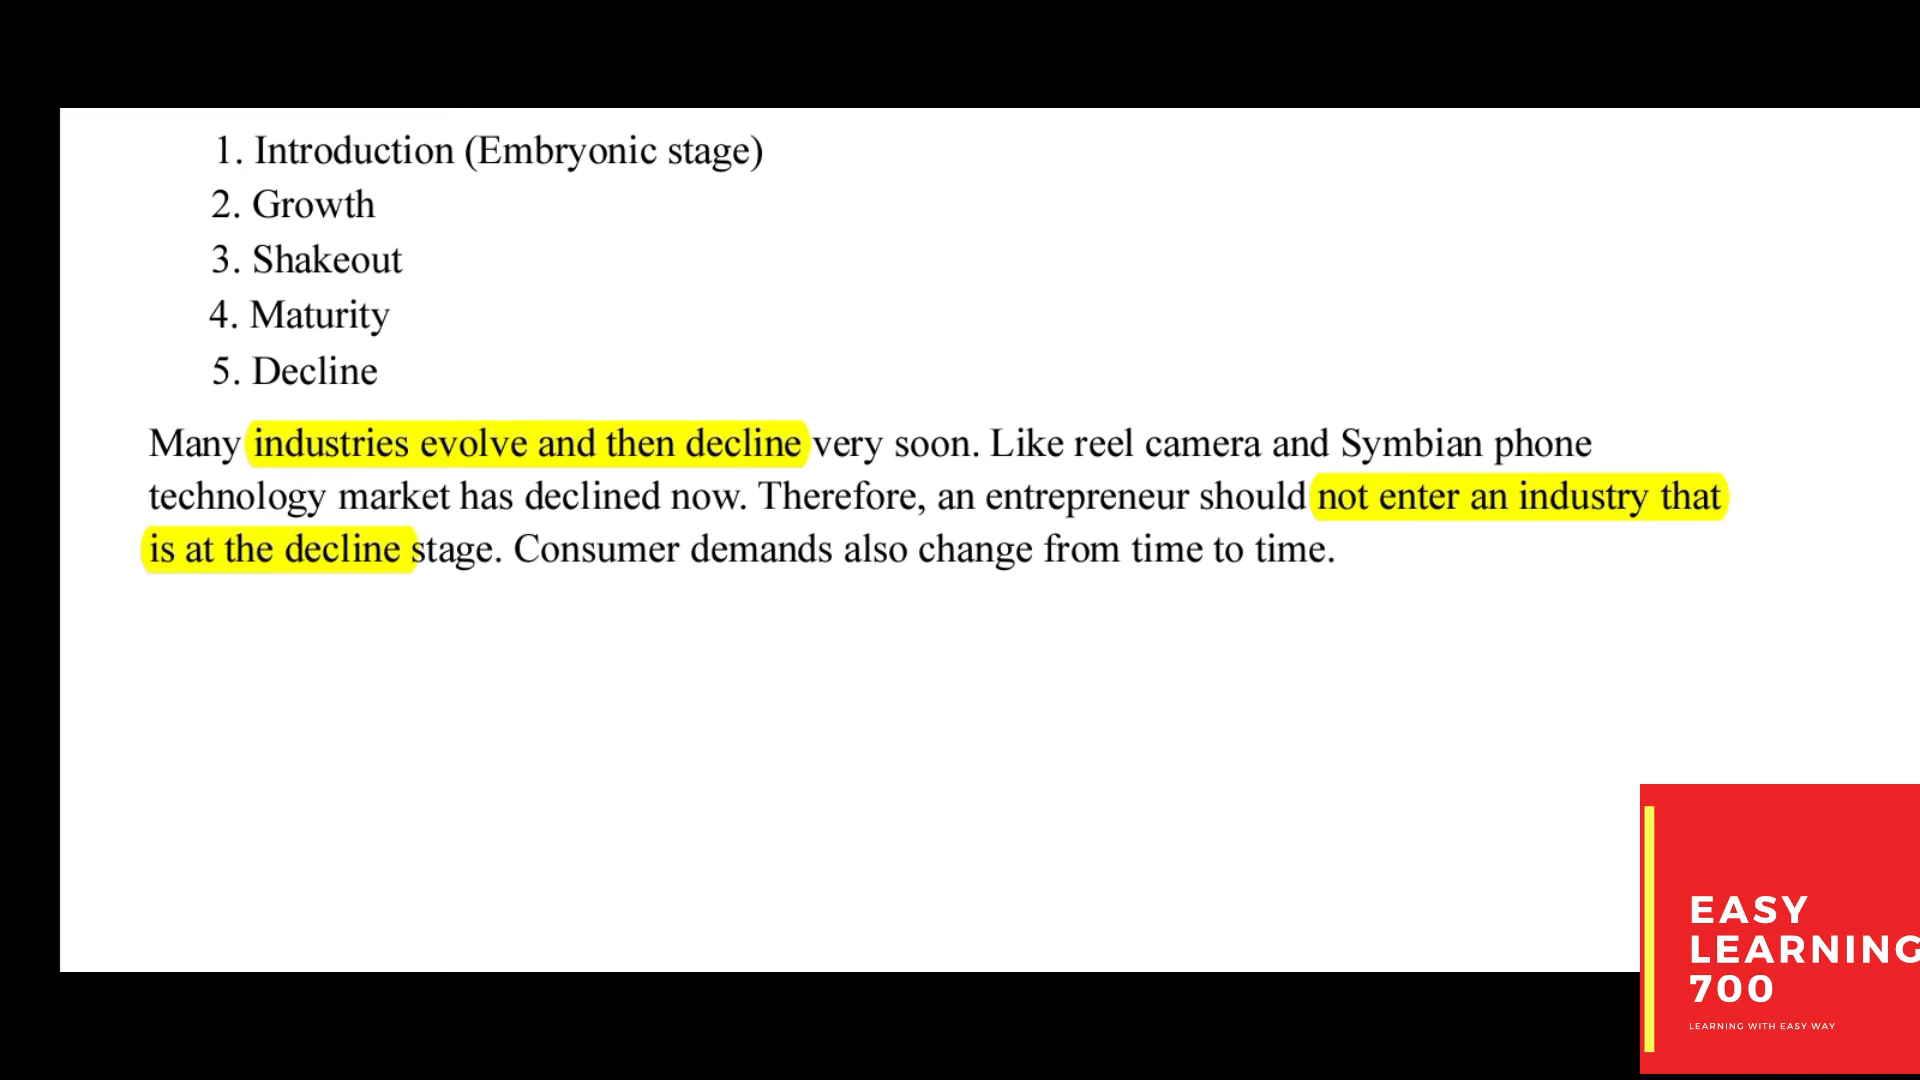 1. Introduction (Embryonic stage)
2. Growth
3. Shakeout
4. Maturity
5. Decline
Many industries evolve and then decline very soon. Like reel camera and Symbian phone
technology market has declined now. Therefore, an entrepreneur should not enter an industry that
is at the decline stage. Consumer demands also change from time to time.
EASY
LEARNING
700
LEARNING WITH EASY WAY